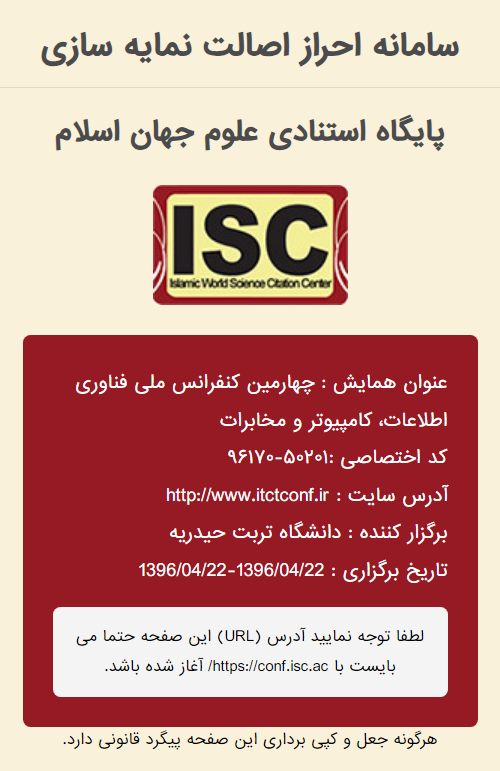 سامانه احراز اصالت نمایه سازی
پایگاه استنادی علوم جهان اسلام
ISC
Islamic World Science Citation Center
عنوان همایش : چهارمین کنفرانس ملی فناوری
اطلاعات، کامپیوتر و مخابرات
کد اختصاصی :۹۶۱۷۰-۵۰۲۰۱
آدرس سایت : http://www.itctconf.ir
برگزار کننده : دانشگاه تربت حیدریه
تاریخ برگزاری : 1396/04/22-1396/04/22
لطفا توجه نمایید آدرس (URL) این صفحه حتما می
بایست با https://conf.isc.ac/ آغاز شده باشد.
هرگونه جعل و کپی برداری این صفحه پیگرد قانونی دارد.